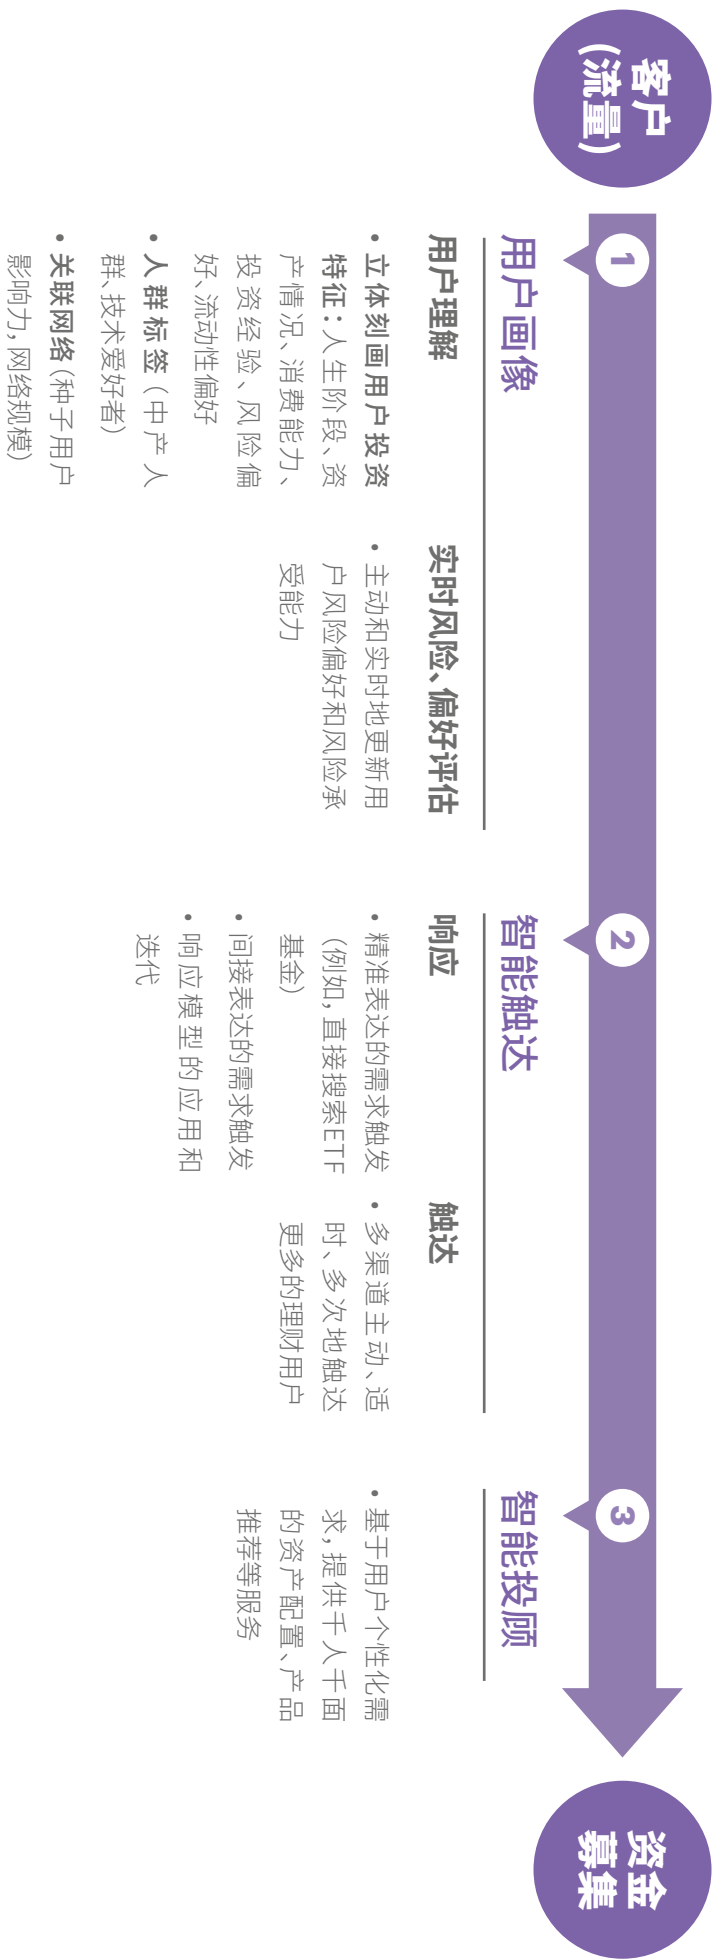 客户
(流量)
1
用户画像
用户理解
• 立体刻画用户投资
特征：人生阶段、资
产情况、消费能力、
投资经验、风险偏
好、流动性偏好
• 人群标签（中产人
群、技术爱好者）
• 关联网络（种子用户
影响力，网络规模）
实时风险、偏好评估
• 主动和实时地更新用
户风险偏好和风险承
受能力
2
智能触达
响应
• 精准表达的需求触发
（例如，直接搜索ETF
基金）
• 间接表达的需求触发
• 响应模型的应用和
迭代
触达
• 多渠道主动、适
时、多次地触达
更多的理财用户
3
智能投顾
• 基于用户个性化需
求，提供千人千面
的资产配置、产品
推荐等服务
资金
募集